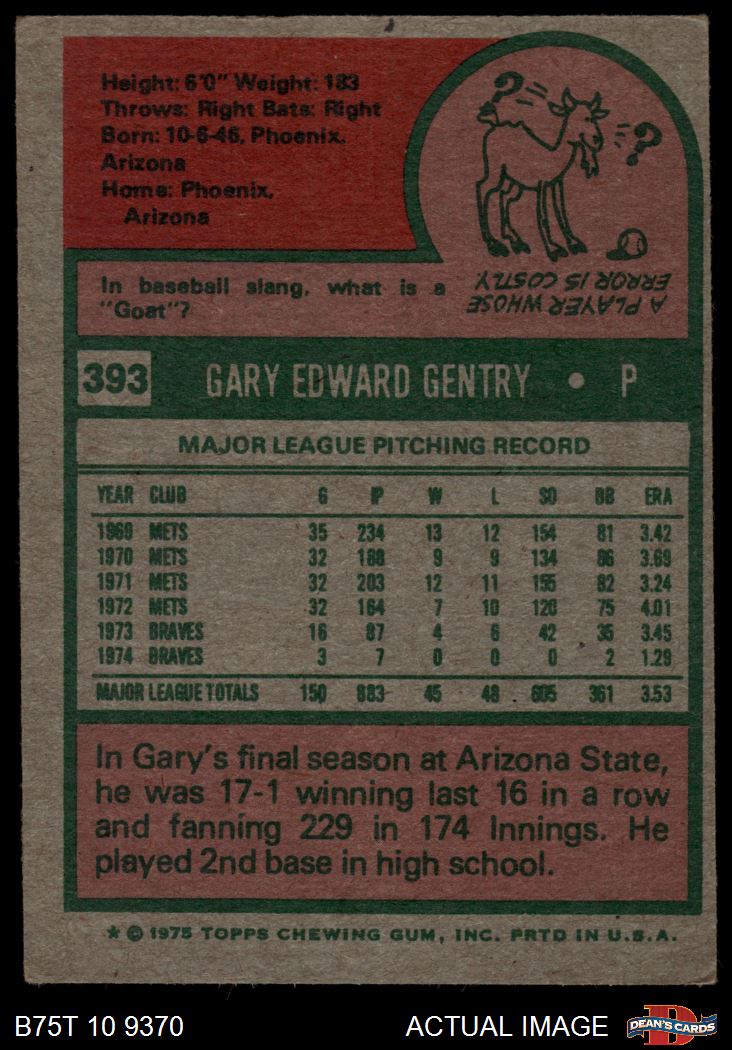 Height: 6'0" Weight: 183
Throws: Right Bats: Right
Born: 10-6-46, Phoenix,
Arizona
Home: Phoenix,
Arizona
? ?
In baseball slang, what is a
"Goat"?
A PLAYER WHOSE
ERROR IS COSTLY
393 GARY EDWARD GENTRY • P
MAJOR LEAGUE PITCHING RECORD
YEAR CLUB G IP W L SO BB ERA
1969 METS 35 234 13 12 154 81 3.42
1970 METS 32 188 9 9 134 86 3.69
1971 METS 32 203 12 11 155 82 3.24
1972 METS 32 164 7 10 120 75 4.01
1973 BRAVES 16 87 4 6 42 35 3.45
1974 BRAVES 3 7 0 0 0 2 1.29
MAJOR LEAGUE TOTALS 150 883 45 48 605 361 3.53
In Gary's final season at Arizona State,
he was 17-1 winning last 16 in a row
and fanning 229 in 174 Innings. He
played 2nd base in high school.
* © 1975 TOPPS CHEWING GUM, INC. PRTD IN U.S.A.
B75T 10 9370 ACTUAL IMAGE DEAN'S CARDS